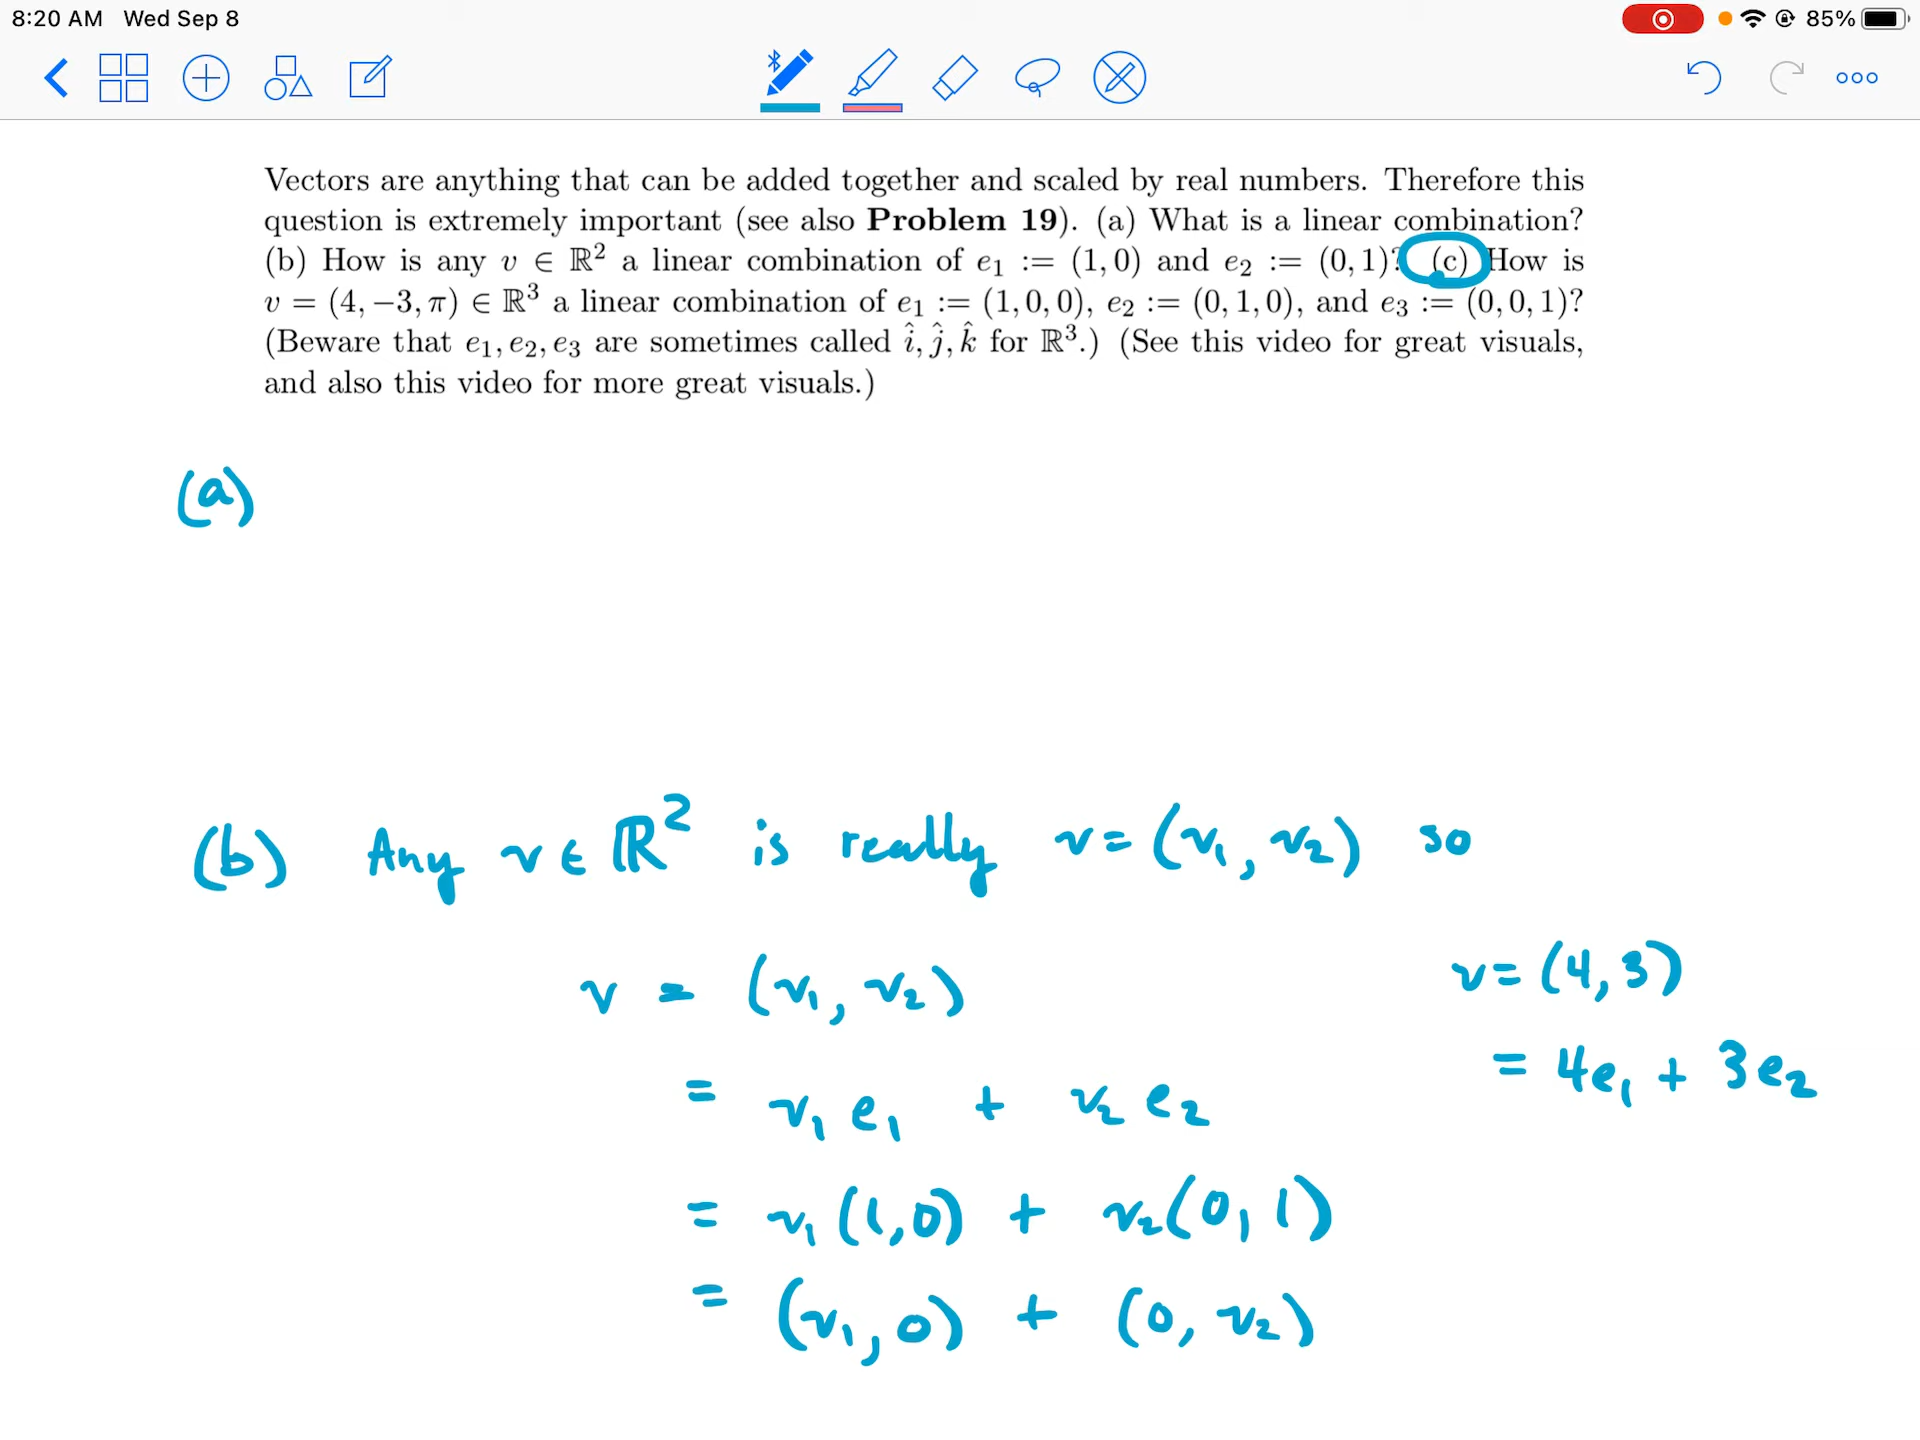 8:20 AM Wed Sep 8 85%
Vectors are anything that can be added together and scaled by real numbers. Therefore this
question is extremely important (see also Problem 19). (a) What is a linear combination?
(b) How is any v ∈ ℝ² a linear combination of e₁ := (1, 0) and e₂ := (0, 1)? (c) How is
v = (4, −3, π) ∈ ℝ³ a linear combination of e₁ := (1, 0, 0), e₂ := (0, 1, 0), and e₃ := (0, 0, 1)?
(Beware that e₁, e₂, e₃ are sometimes called î, ĵ, k̂ for ℝ³.) (See this video for great visuals,
and also this video for more great visuals.)
(a)
(b) Any v ∈ ℝ² is really v = (v₁, v₂) so
v = (v₁, v₂)
= v₁ e₁ + v₂ e₂
= v₁ (1, 0) + v₂ (0, 1)
= (v₁, 0) + (0, v₂)
v = (4, 3)
= 4e₁ + 3e₂